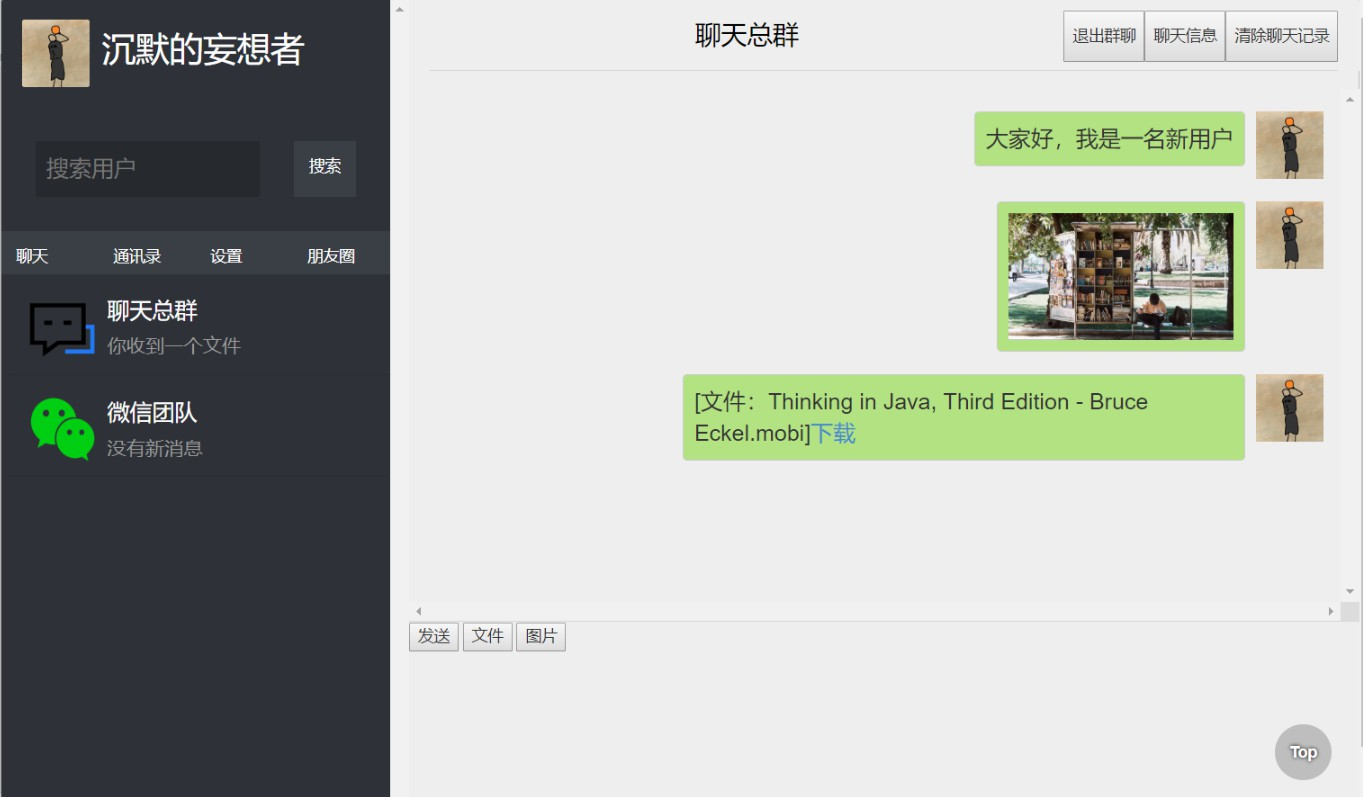 沉默的妄想者
搜索用户
搜索
聊天 通讯录 设置 朋友圈
聊天总群
你收到一个文件
微信团队
没有新消息
聊天总群
退出群聊 聊天信息 清除聊天记录
大家好，我是一名新用户
[文件：Thinking in Java, Third Edition - Bruce
Eckel.mobi]下载
发送 文件 图片
Top